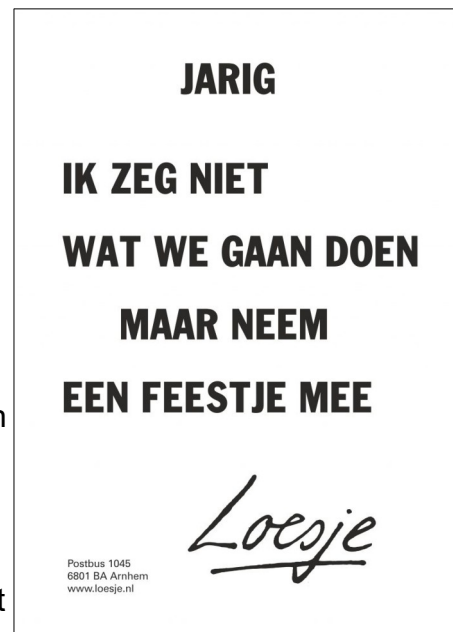 JARIG
IK ZEG NIET
WAT WE GAAN DOEN
MAAR NEEM
EEN FEESTJE MEE
Loesje
Postbus 1045
6801 BA Arnhem
www.loesje.nl